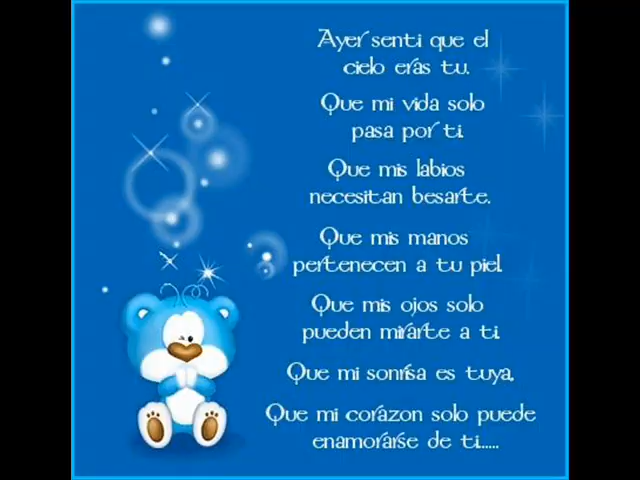 Ayer senti que el
cielo eras tu.
Que mi vida solo
pasa por ti.
Que mis labios
necesitan besarte.
Que mis manos
pertenecen a tu piel.
Que mis ojos solo
pueden mirarte a ti.
Que mi sonrisa es tuya,
Que mi corazon solo puede
enamorarse de ti......